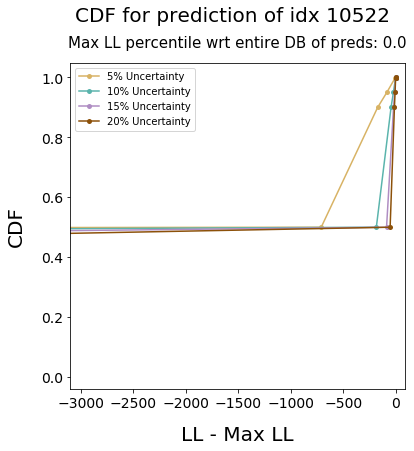 CDF for prediction of idx 10522
Max LL percentile wrt entire DB of preds: 0.0
1.0
0.8
0.6
0.4
0.2
0.0
CDF
5% Uncertainty
10% Uncertainty
15% Uncertainty
20% Uncertainty
−3000 −2500 −2000 −1500 −1000 −500 0
LL - Max LL